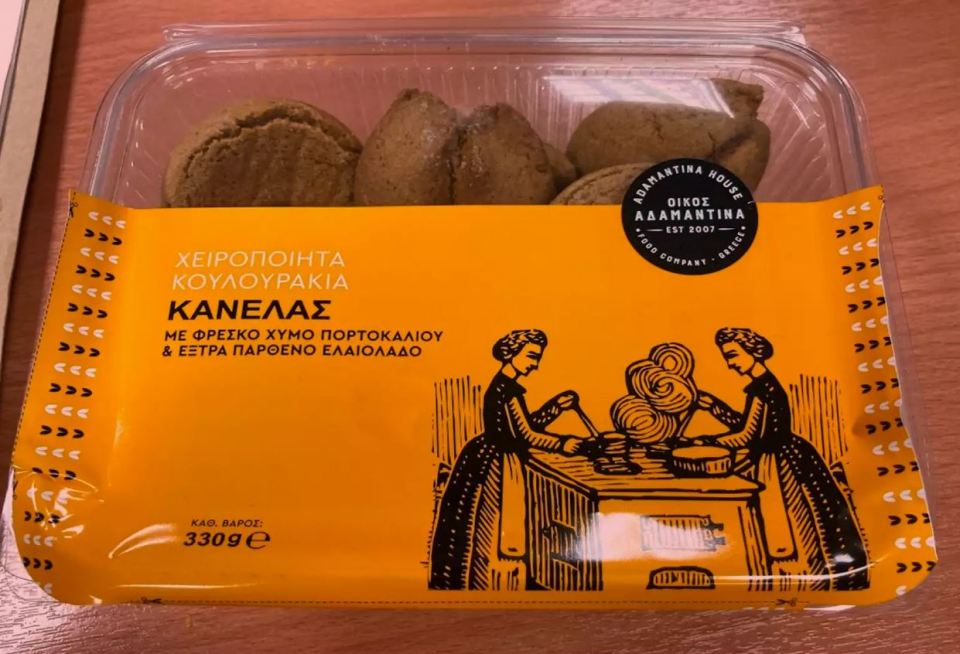 ADAMANTINA HOUSE
ΟΙΚΟΣ
ΑΔΑΜΑΝΤΙΝΑ
EST 2007
• FOOD COMPANY · GREECE •
ΧΕΙΡΟΠΟΙΗΤΑ
ΚΟΥΛΟΥΡΑΚΙΑ
ΚΑΝΕΛΑΣ
ΜΕ ΦΡΕΣΚΟ ΧΥΜΟ ΠΟΡΤΟΚΑΛΙΟΥ
& ΕΞΤΡΑ ΠΑΡΘΕΝΟ ΕΛΑΙΟΛΑΔΟ
ΚΑΘ. ΒΑΡΟΣ:
330g℮